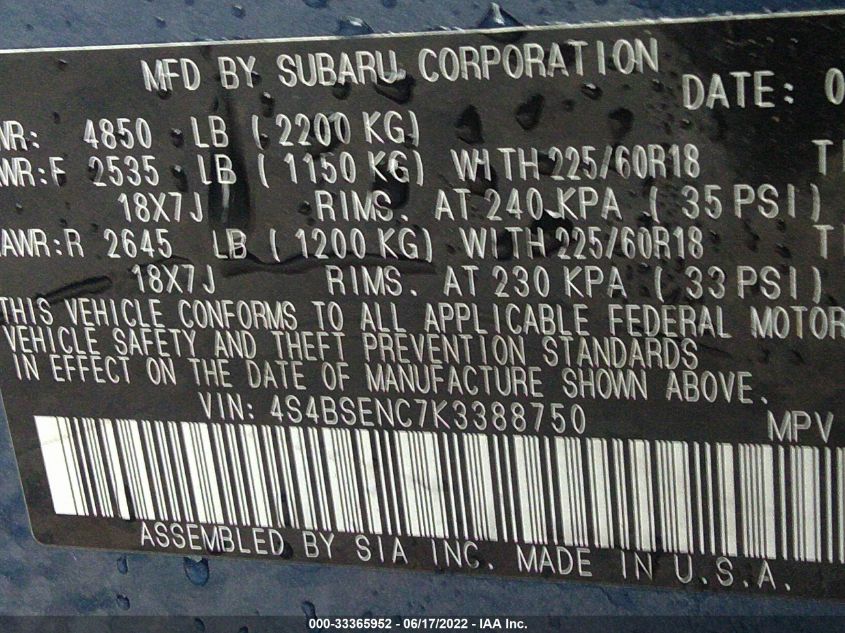 MFD BY SUBARU CORPORATION
DATE: 0
WR: 4850 LB ( 2200 KG)
AWR:F 2535 LB ( 1150 KG) WITH 225/60R18 TI
18X7J RIMS. AT 240 KPA ( 35 PSI)
AWR:R 2645 LB ( 1200 KG) WITH 225/60R18 TI
18X7J RIMS. AT 230 KPA ( 33 PSI)
THIS VEHICLE CONFORMS TO ALL APPLICABLE FEDERAL MOTOR
VEHICLE SAFETY AND THEFT PREVENTION STANDARDS
IN EFFECT ON THE DATE OF MANUFACTURE SHOWN ABOVE.
VIN: 4S4BSENC7K3388750 MPV
ASSEMBLED BY SIA INC. MADE IN U.S.A.
000-33365952 - 06/17/2022 - IAA Inc.